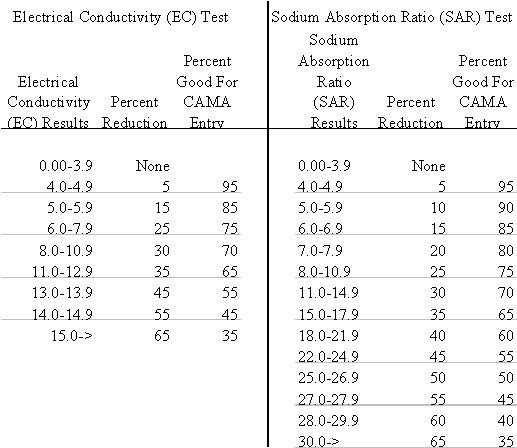 Electrical Conductivity (EC) Test
Electrical Conductivity (EC) Results Percent Reduction Percent Good For CAMA Entry
0.00-3.9 None
4.0-4.9 5 95
5.0-5.9 15 85
6.0-7.9 25 75
8.0-10.9 30 70
11.0-12.9 35 65
13.0-13.9 45 55
14.0-14.9 55 45
15.0-> 65 35
Sodium Absorption Ratio (SAR) Test
Sodium Absorption Ratio (SAR) Results Percent Reduction Percent Good For CAMA Entry
0.00-3.9 None
4.0-4.9 5 95
5.0-5.9 10 90
6.0-6.9 15 85
7.0-7.9 20 80
8.0-10.9 25 75
11.0-14.9 30 70
15.0-17.9 35 65
18.0-21.9 40 60
22.0-24.9 45 55
25.0-26.9 50 50
27.0-27.9 55 45
28.0-29.9 60 40
30.0-> 65 35